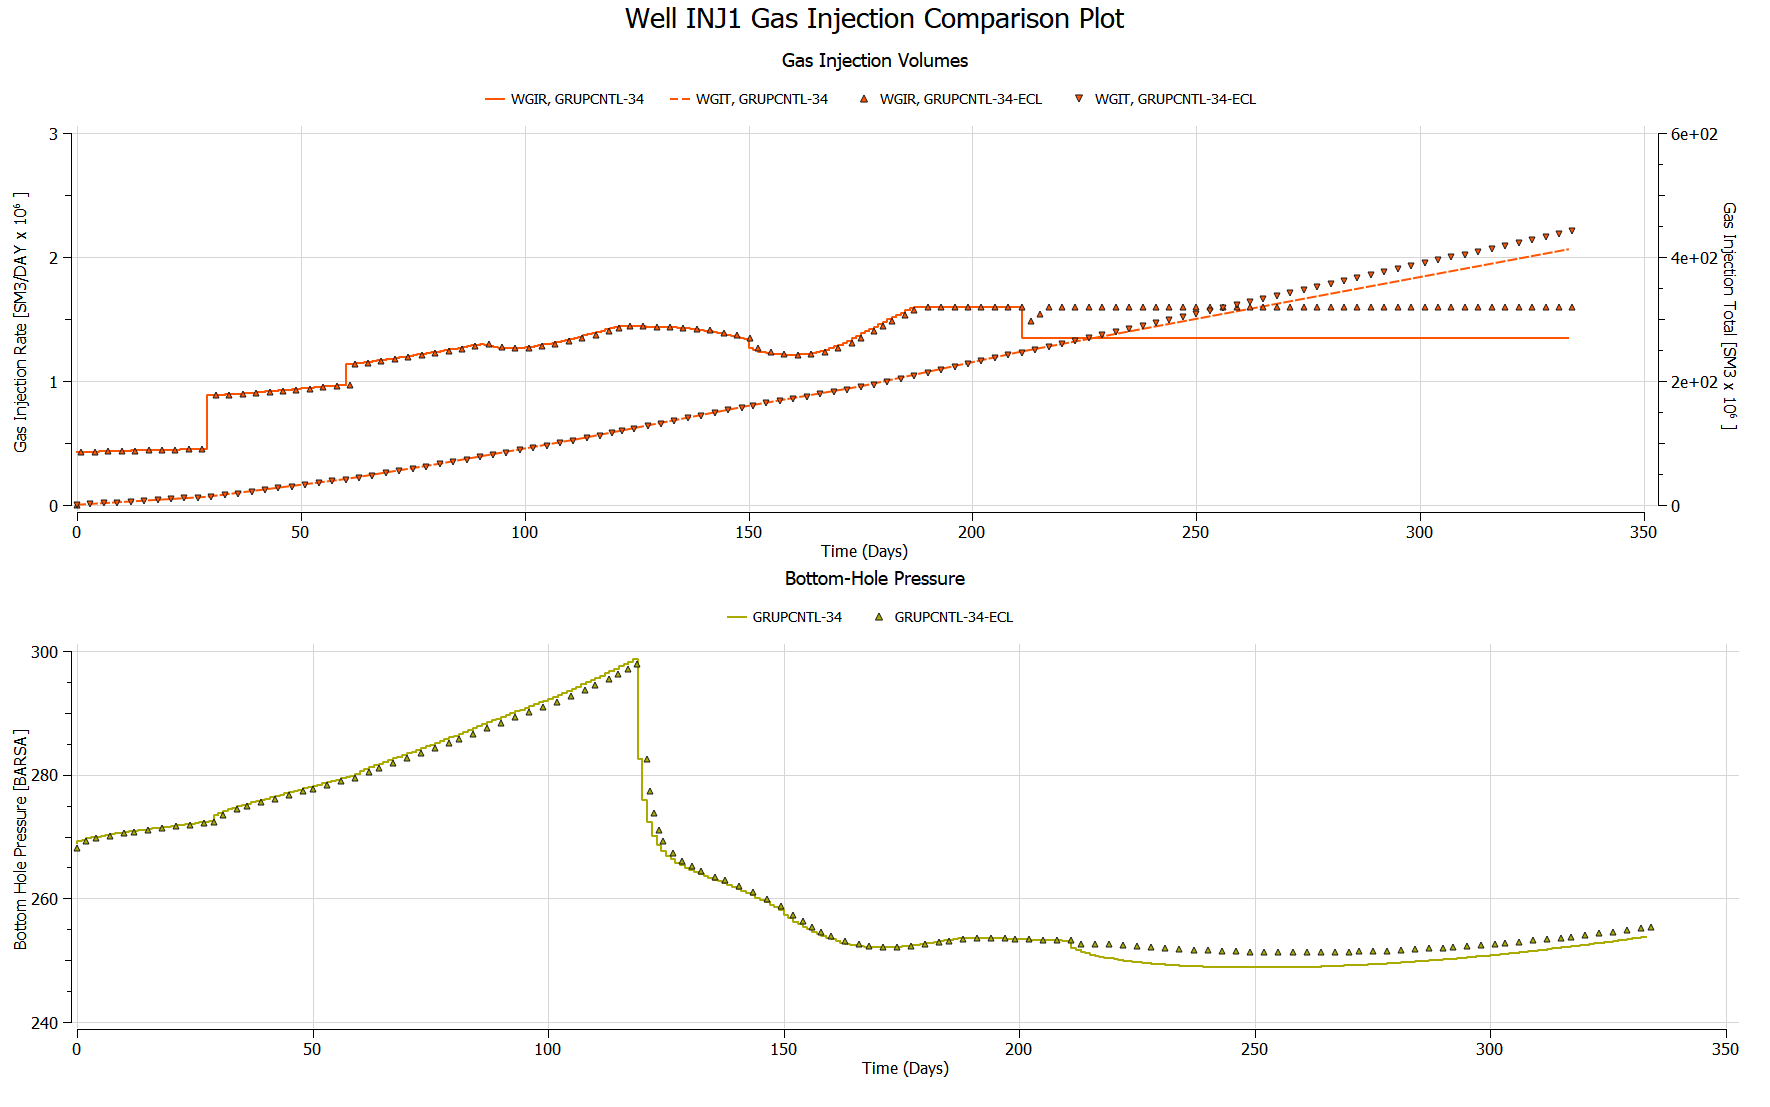 Well INJ1 Gas Injection Comparison Plot
Gas Injection Volumes
WGIR, GRUPCNTL-34 WGIT, GRUPCNTL-34 WGIR, GRUPCNTL-34-ECL WGIT, GRUPCNTL-34-ECL
Gas Injection Rate [SM3/DAY x 10⁶ ]
3
2
1
0
6e+02
4e+02
2e+02
0
Gas Injection Total [SM3 x 10⁶ ]
0 50 100 150 200 250 300 350
Time (Days)
Bottom-Hole Pressure
GRUPCNTL-34 GRUPCNTL-34-ECL
Bottom Hole Pressure [BARSA]
300
280
260
240
0 50 100 150 200 250 300 350
Time (Days)